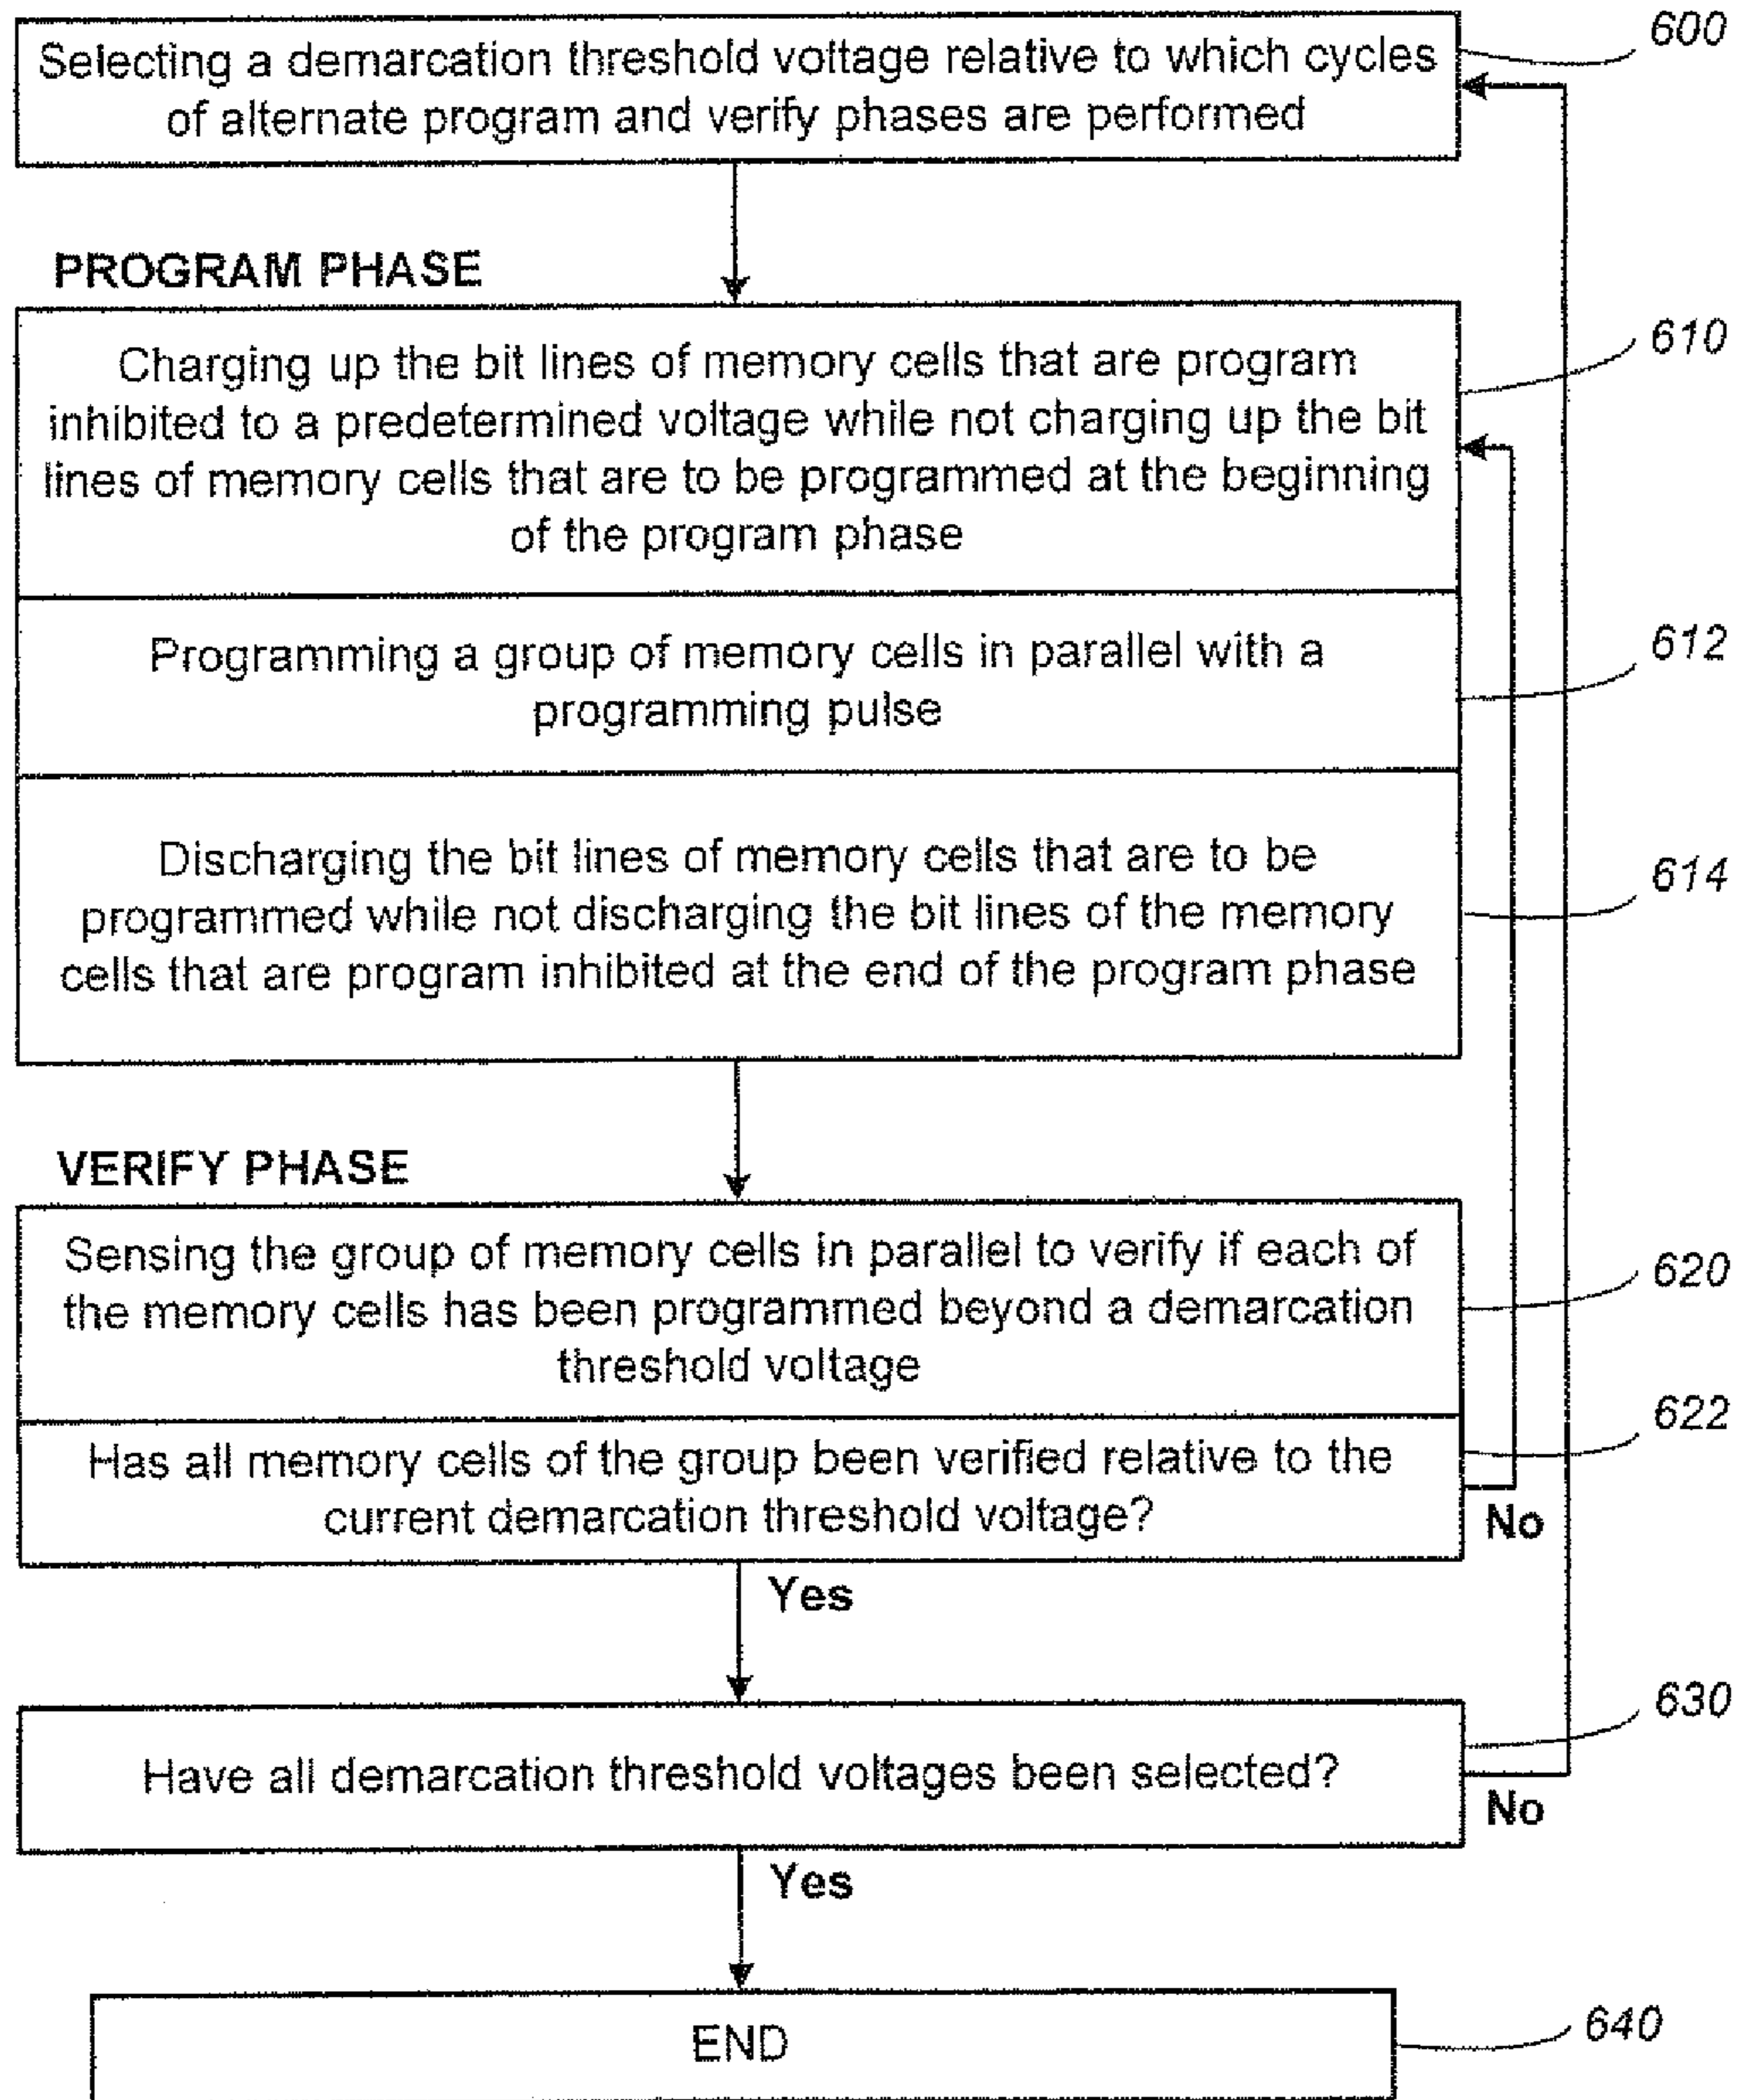 600
Selecting a demarcation threshold voltage relative to which cycles
of alternate program and verify phases are performed
PROGRAM PHASE
610
Charging up the bit lines of memory cells that are program
inhibited to a predetermined voltage while not charging up the bit
lines of memory cells that are to be programmed at the beginning
of the program phase
612
Programming a group of memory cells in parallel with a
programming pulse
614
Discharging the bit lines of memory cells that are to be
programmed while not discharging the bit lines of the memory
cells that are program inhibited at the end of the program phase
VERIFY PHASE
620
Sensing the group of memory cells in parallel to verify if each of
the memory cells has been programmed beyond a demarcation
threshold voltage
622
Has all memory cells of the group been verified relative to the
current demarcation threshold voltage?
No
Yes
630
Have all demarcation threshold voltages been selected?
No
Yes
END
640